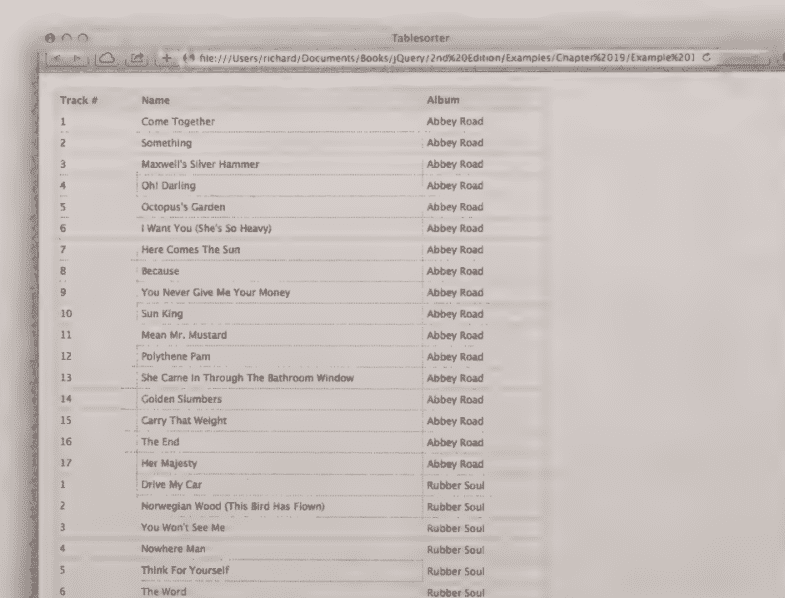 Tablesorter
file:///Users/richard/Documents/Books/jQuery/2nd%20Edition/Examples/Chapter%2019/Example%201
Track # Name Album
1 Come Together Abbey Road
2 Something Abbey Road
3 Maxwell's Silver Hammer Abbey Road
4 Oh! Darling Abbey Road
5 Octopus's Garden Abbey Road
6 I Want You (She's So Heavy) Abbey Road
7 Here Comes The Sun Abbey Road
8 Because Abbey Road
9 You Never Give Me Your Money Abbey Road
10 Sun King Abbey Road
11 Mean Mr. Mustard Abbey Road
12 Polythene Pam Abbey Road
13 She Came In Through The Bathroom Window Abbey Road
14 Golden Slumbers Abbey Road
15 Carry That Weight Abbey Road
16 The End Abbey Road
17 Her Majesty Abbey Road
1 Drive My Car Rubber Soul
2 Norwegian Wood (This Bird Has Flown) Rubber Soul
3 You Won't See Me Rubber Soul
4 Nowhere Man Rubber Soul
5 Think For Yourself Rubber Soul
6 The Word Rubber Soul